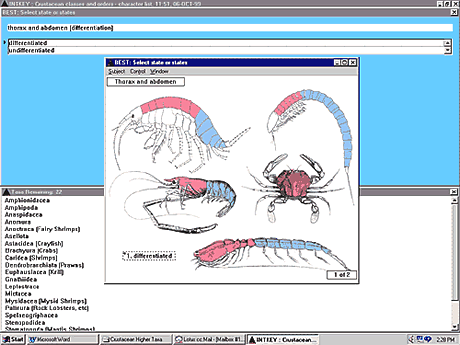 INTKEY: Crustacean classes and orders - character list 11:51, 06-OCT-99
BEST: Select state or states
thorax and abdomen [differentiation]
differentiated
undifferentiated
BEST: Select state or states
Subject Control Window
Thorax and abdomen
1. differentiated
1 of 2
Taxa Remaining: 22
Amphionidacea
Amphipoda
Anaspidacea
Anomura
Anostraca (Fairy Shrimps)
Asellota
Astacidea (Crayfish)
Brachyura (Crabs)
Caridea (Shrimps)
Dendrobranchiata (Prawns)
Euphausiacea (Krill)
Gnathiidea
Leptostraca
Mictacea
Mysidacea (Mysid Shrimps)
Palinura (Rock Lobsters, etc)
Spelaeogriphacea
Stenopodidea
Stomatopoda (Mantis Shrimps)
Start
Microsoft Word
Crustacean Higher Taxa
Lotus cc:Mail - [Mailbox #1...
INTKEY : Crustacean...
2:28 PM